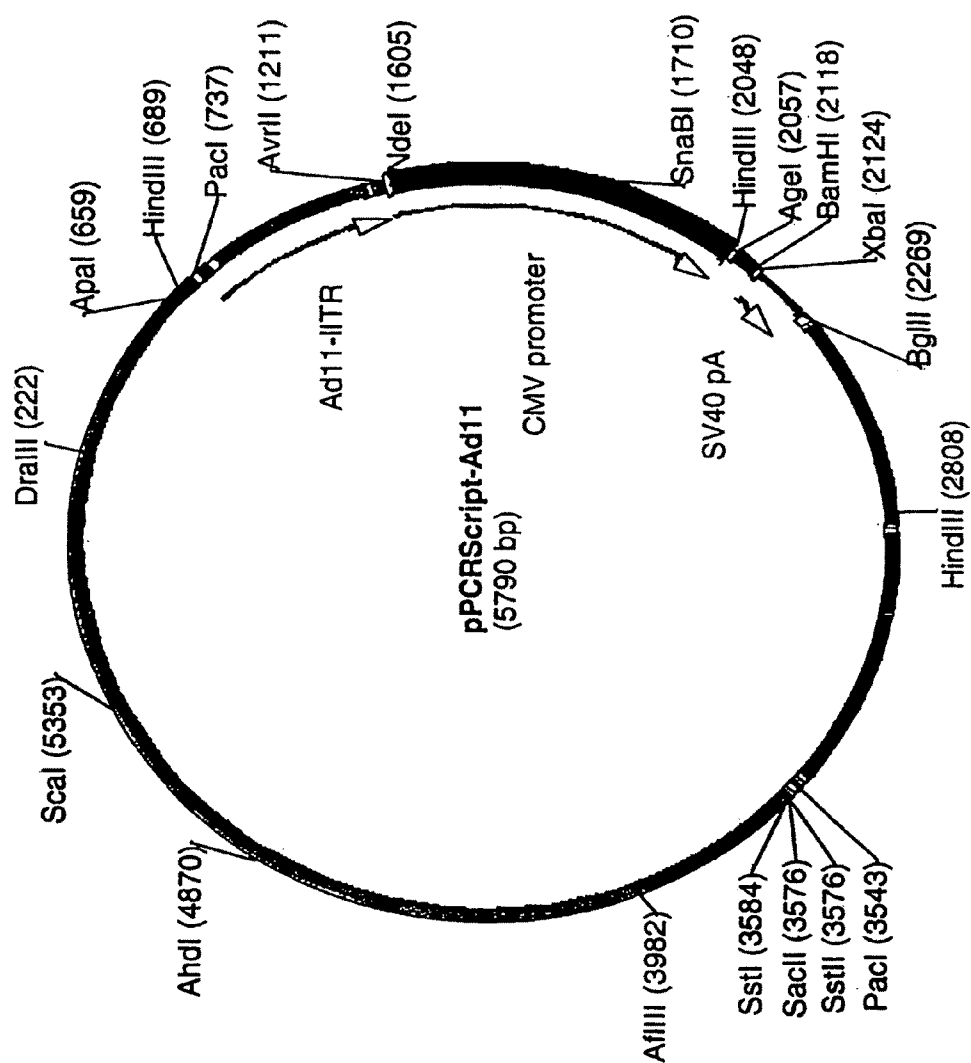 DraIII (222)
ApaI (659)
HindIII (689)
PacI (737)
AvrII (1211)
NdeI (1605)
SnaBI (1710)
HindIII (2048)
AgeI (2057)
BamHI (2118)
XbaI (2124)
BglII (2269)
HindIII (2808)
PacI (3543)
SstII (3576)
SacII (3576)
SstI (3584)
AflIII (3982)
AhdI (4870)
ScaI (5353)
Ad11-lITR
CMV promoter
SV40 pA
pPCRScript-Ad11
(5790 bp)